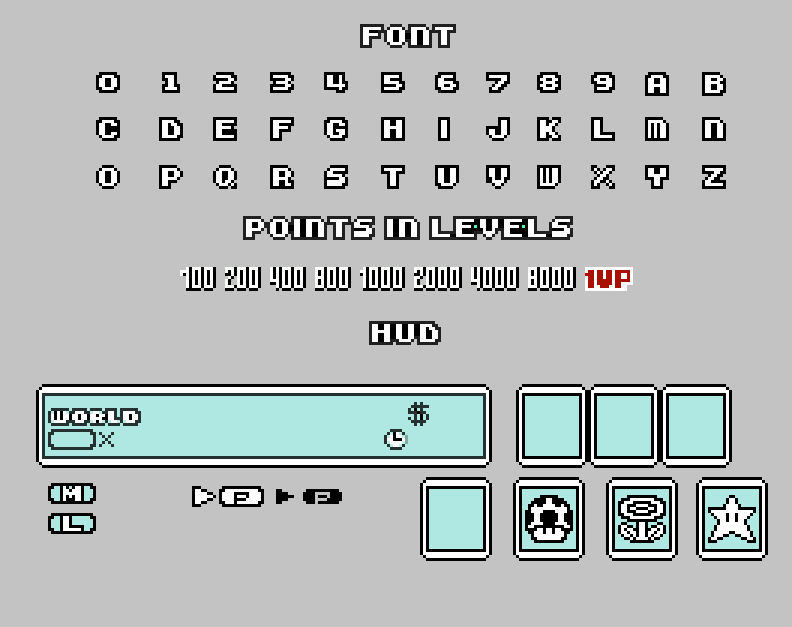 FONT
0 1 2 3 4 5 6 7 8 9 A B
C D E F G H I J K L M N
O P Q R S T U V W X Y Z
POINTS IN LEVELS
100 200 400 800 1000 2000 4000 8000 1UP
HUD
WORLD $
X
M P P
L